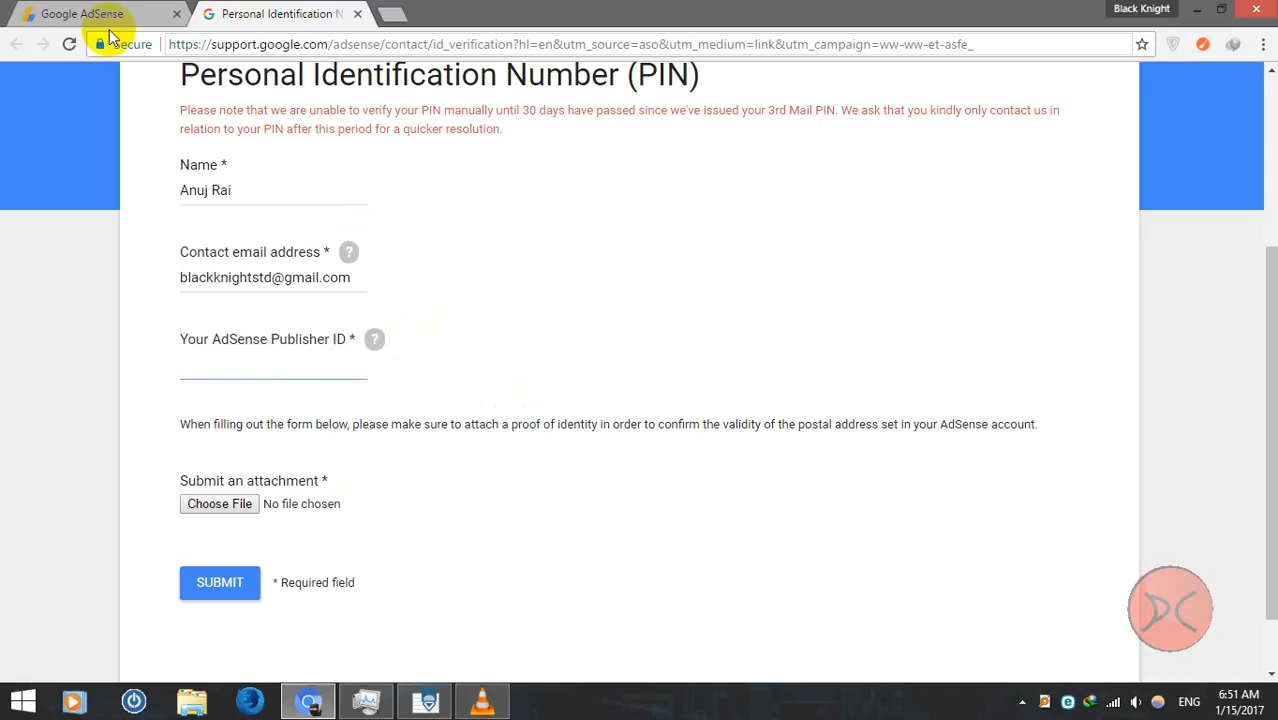 Google AdSense
Personal Identification N
Black Knight
Secure
https://support.google.com/adsense/contact/id_verification?hl=en&utm_source=aso&utm_medium=link&utm_campaign=ww-ww-et-asfe_
Personal Identification Number (PIN)
Please note that we are unable to verify your PIN manually until 30 days have passed since we've issued your 3rd Mail PIN. We ask that you kindly only contact us in
relation to your PIN after this period for a quicker resolution.
Name *
Anuj Rai
Contact email address * ?
blackknightstd@gmail.com
Your AdSense Publisher ID * ?
When filling out the form below, please make sure to attach a proof of identity in order to confirm the validity of the postal address set in your AdSense account.
Submit an attachment *
Choose File No file chosen
SUBMIT * Required field
ENG
6:51 AM
1/15/2017